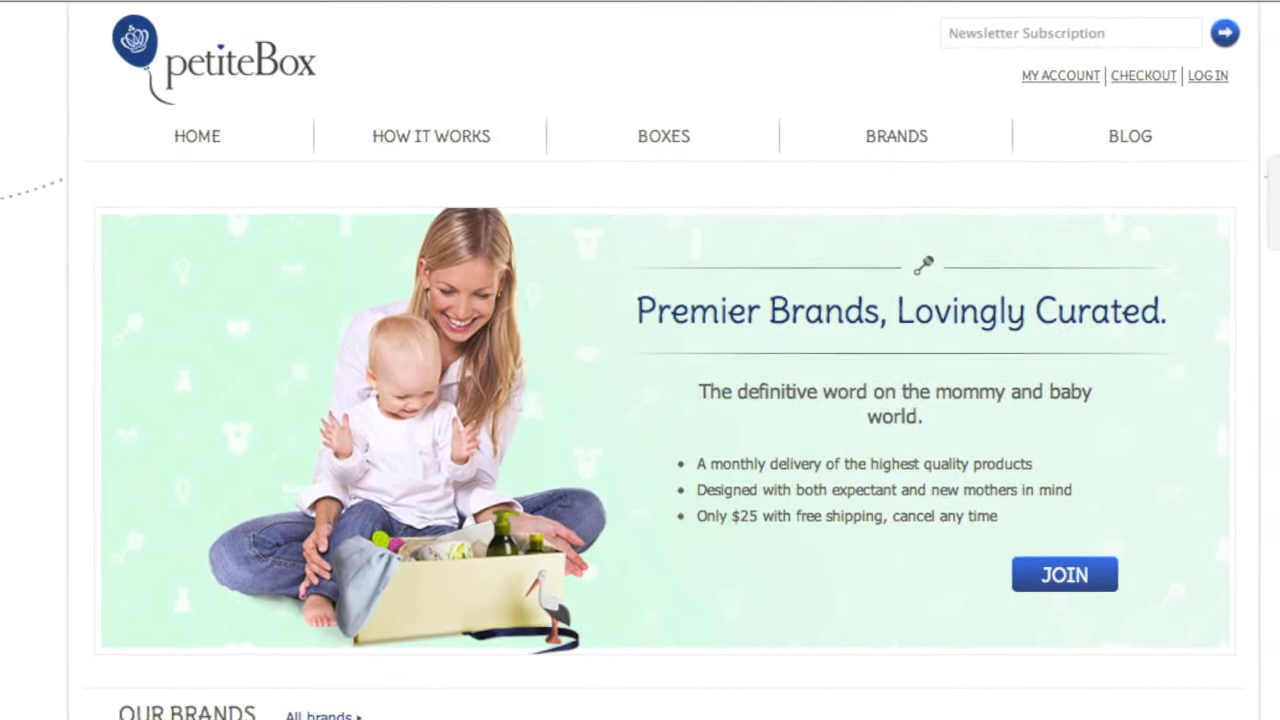 petiteBox
Newsletter Subscription
MY ACCOUNT | CHECKOUT | LOG IN
HOME
HOW IT WORKS
BOXES
BRANDS
BLOG
Premier Brands, Lovingly Curated.
The definitive word on the mommy and baby
world.
• A monthly delivery of the highest quality products
• Designed with both expectant and new mothers in mind
• Only $25 with free shipping, cancel any time
JOIN
OUR BRANDS
All brands